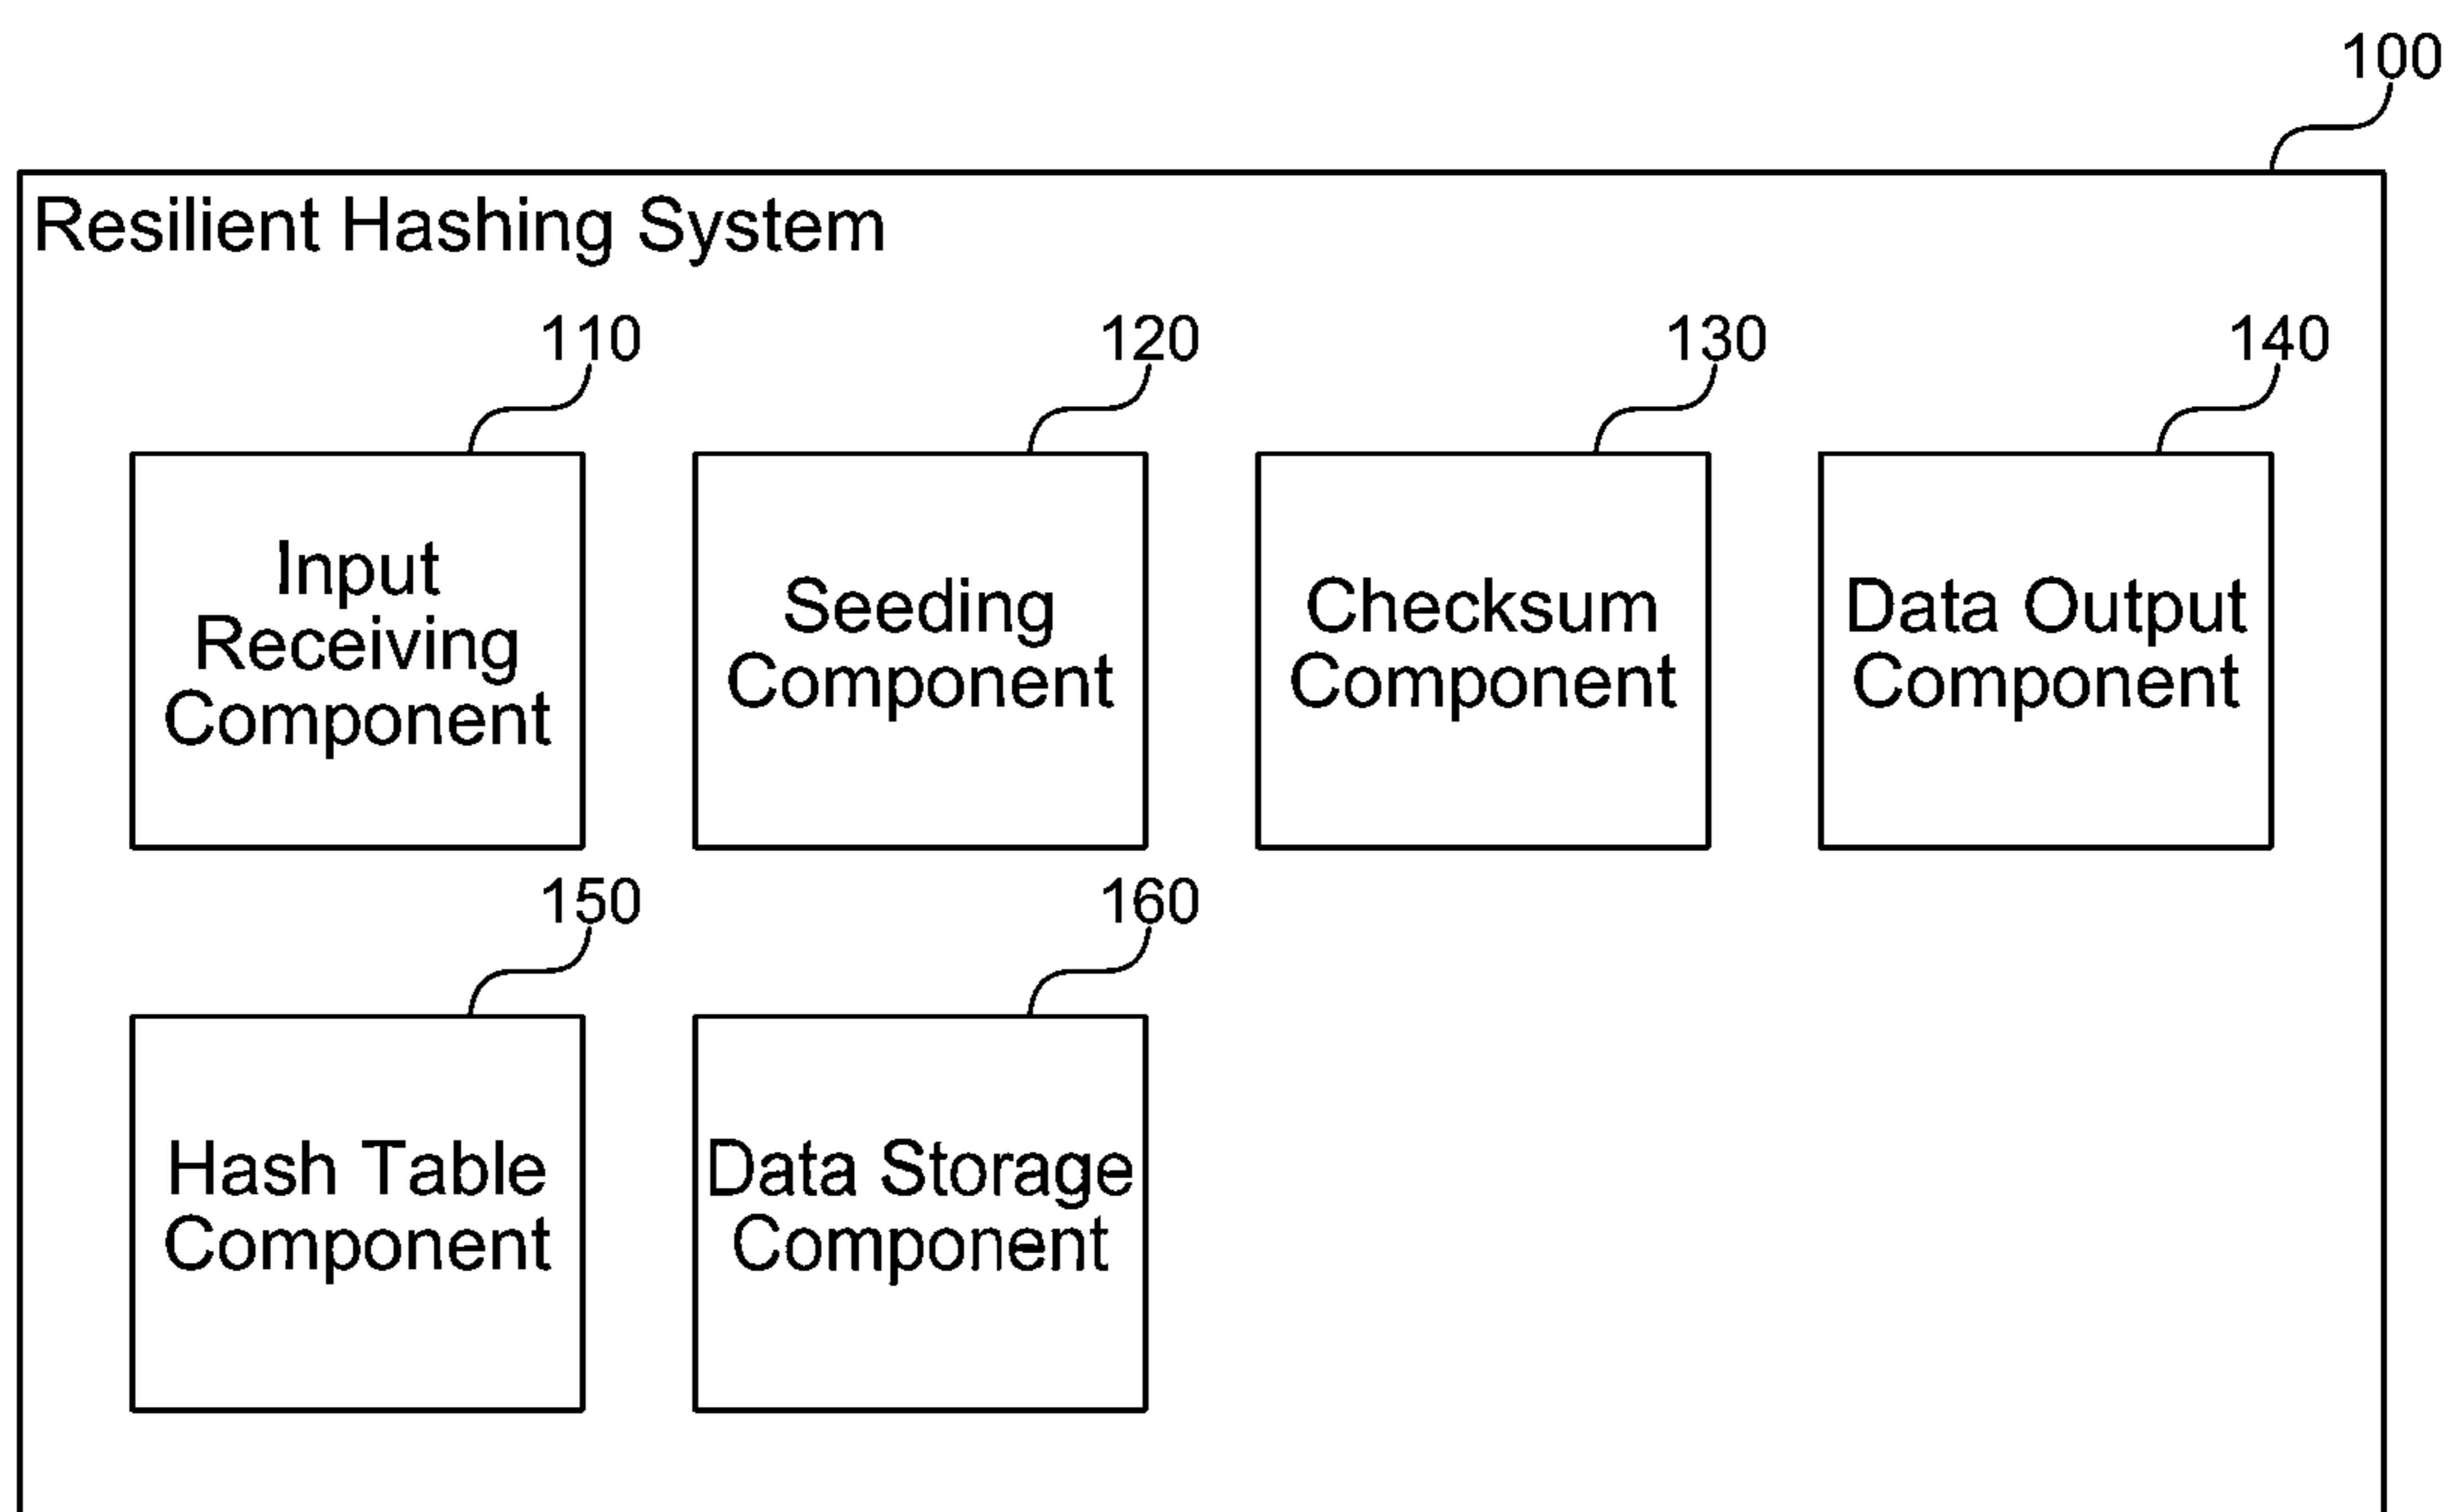 100
Resilient Hashing System
110
120
130
140
Input
Receiving
Component
Seeding
Component
Checksum
Component
Data Output
Component
150
160
Hash Table
Component
Data Storage
Component